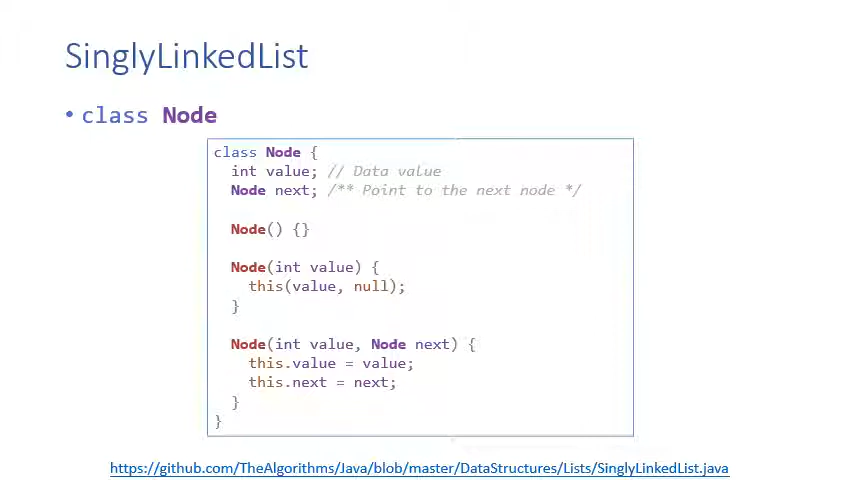 SinglyLinkedList
• class Node
class Node {
int value; // Data value
Node next; /** Point to the next node */
Node() {}
Node(int value) {
this(value, null);
}
Node(int value, Node next) {
this.value = value;
this.next = next;
}
}
https://github.com/TheAlgorithms/Java/blob/master/DataStructures/Lists/SinglyLinkedList.java